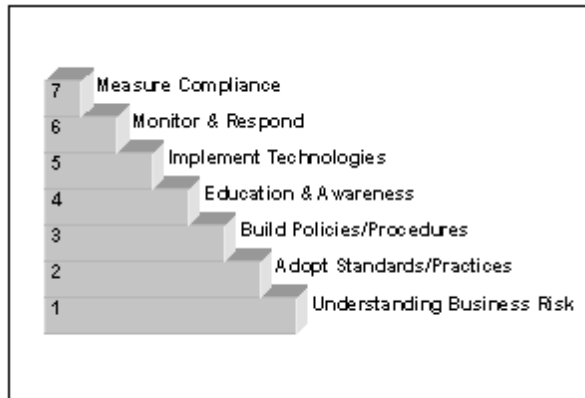 7 Measure Compliance
6 Monitor & Respond
5 Implement Technologies
4 Education & Awareness
3 Build Policies/Procedures
2 Adopt Standards/Practices
1 Understanding Business Risk